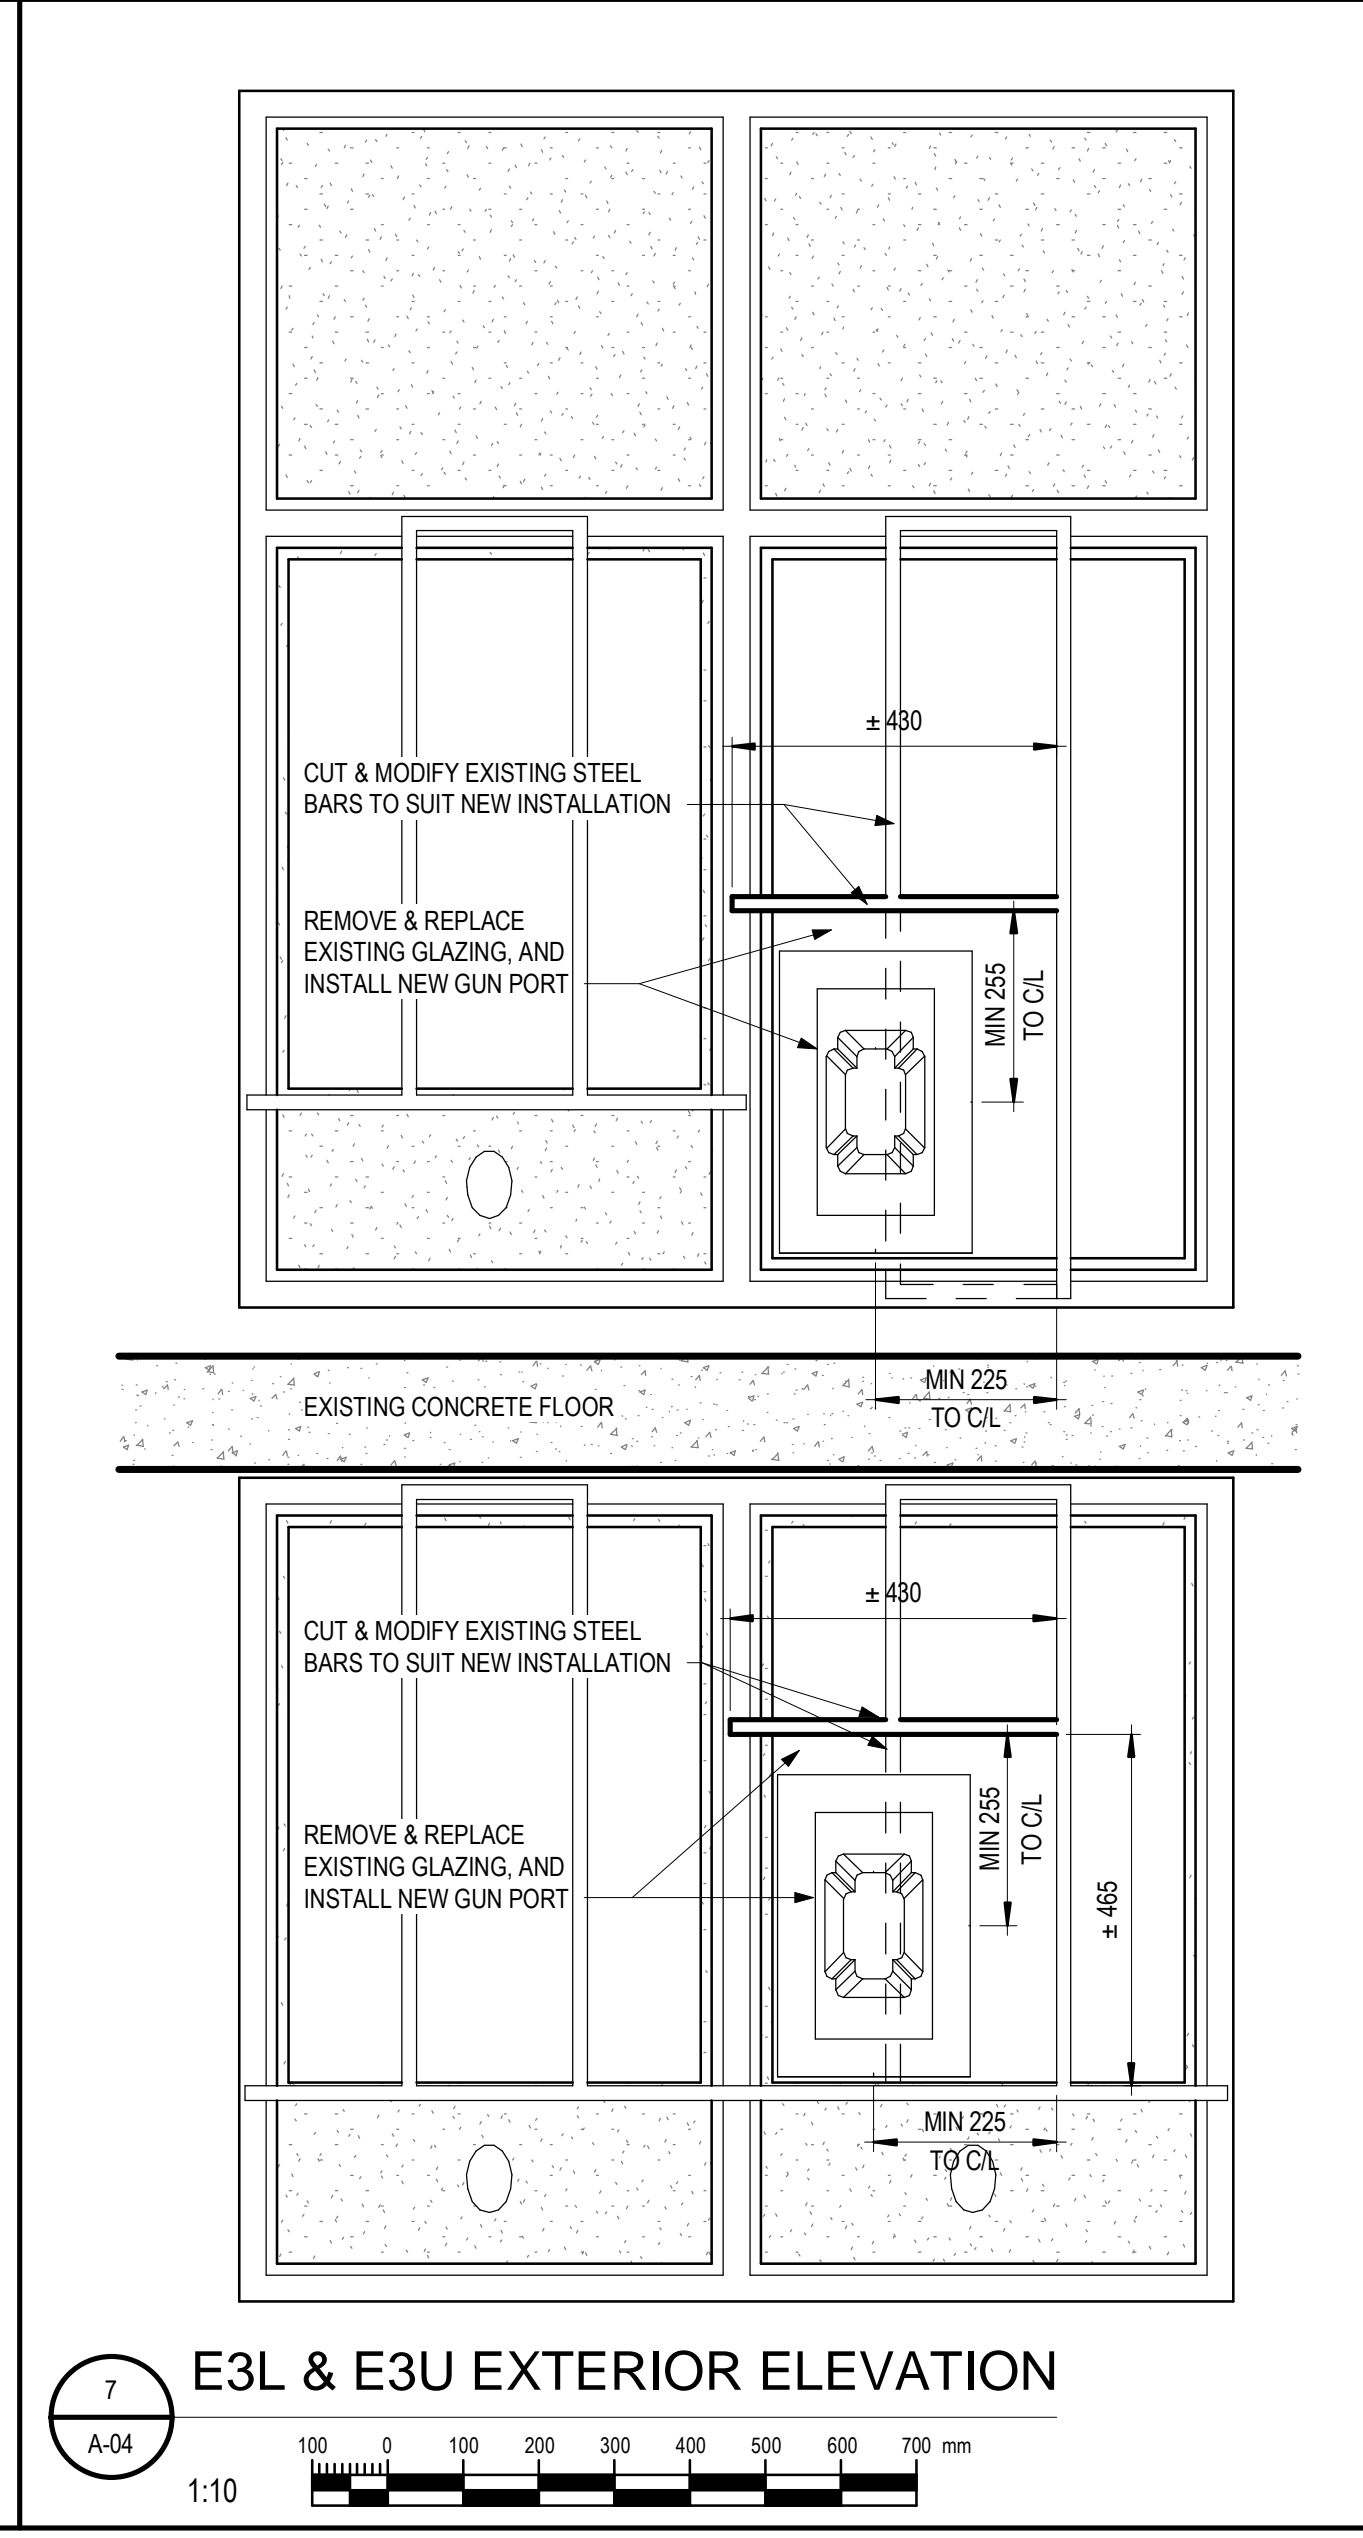 ± 430
CUT & MODIFY EXISTING STEEL
BARS TO SUIT NEW INSTALLATION
REMOVE & REPLACE
EXISTING GLAZING, AND
INSTALL NEW GUN PORT
MIN 255
TO C/L
EXISTING CONCRETE FLOOR
MIN 225
TO C/L
± 430
CUT & MODIFY EXISTING STEEL
BARS TO SUIT NEW INSTALLATION
REMOVE & REPLACE
EXISTING GLAZING, AND
INSTALL NEW GUN PORT
MIN 255
TO C/L
± 465
MIN 225
TO C/L
7
A-04
E3L & E3U EXTERIOR ELEVATION
1:10
100 0 100 200 300 400 500 600 700 mm